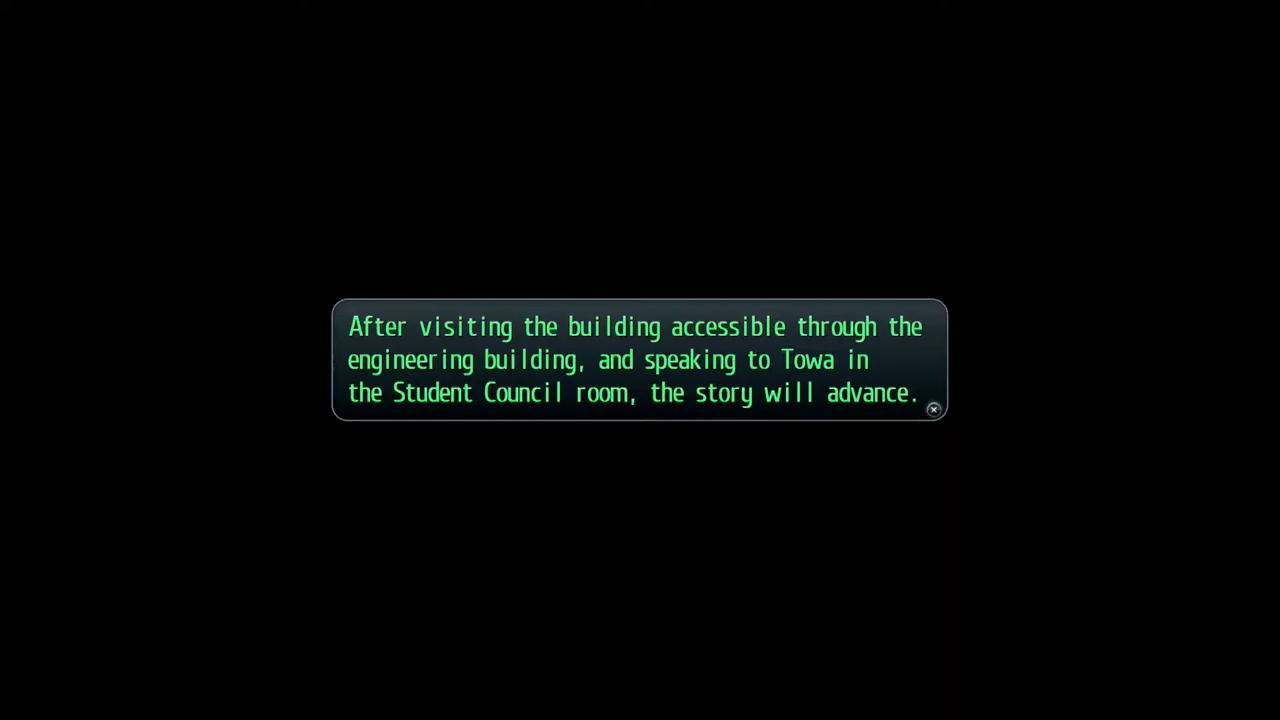 After visiting the building accessible through the
engineering building, and speaking to Towa in
the Student Council room, the story will advance.